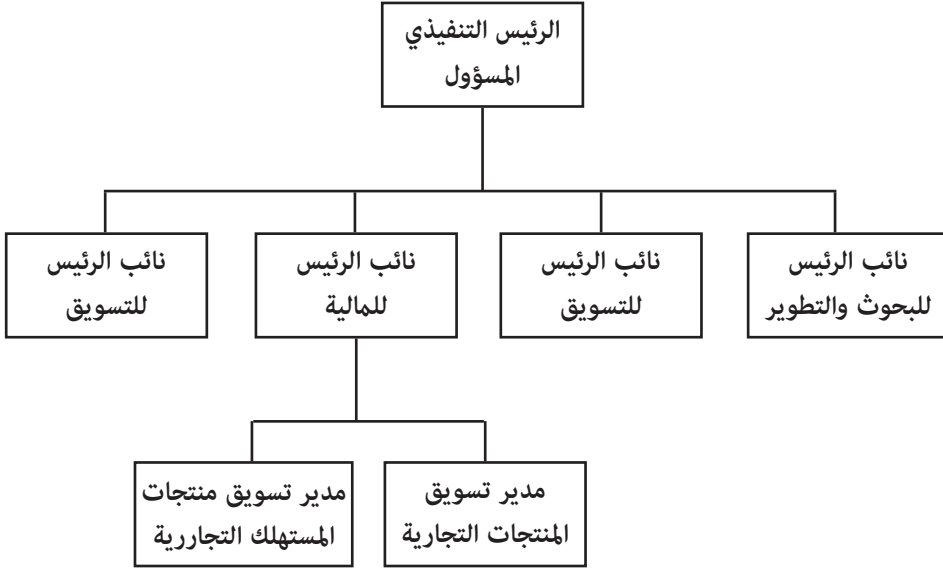 الرئيس التنفيذي
المسؤول
نائب الرئيس
للبحوث والتطوير
نائب الرئيس
للتسويق
نائب الرئيس
للمالية
نائب الرئيس
للتسويق
مدير تسويق
المنتجات التجارية
مدير تسويق منتجات
المستهلك التجاررية